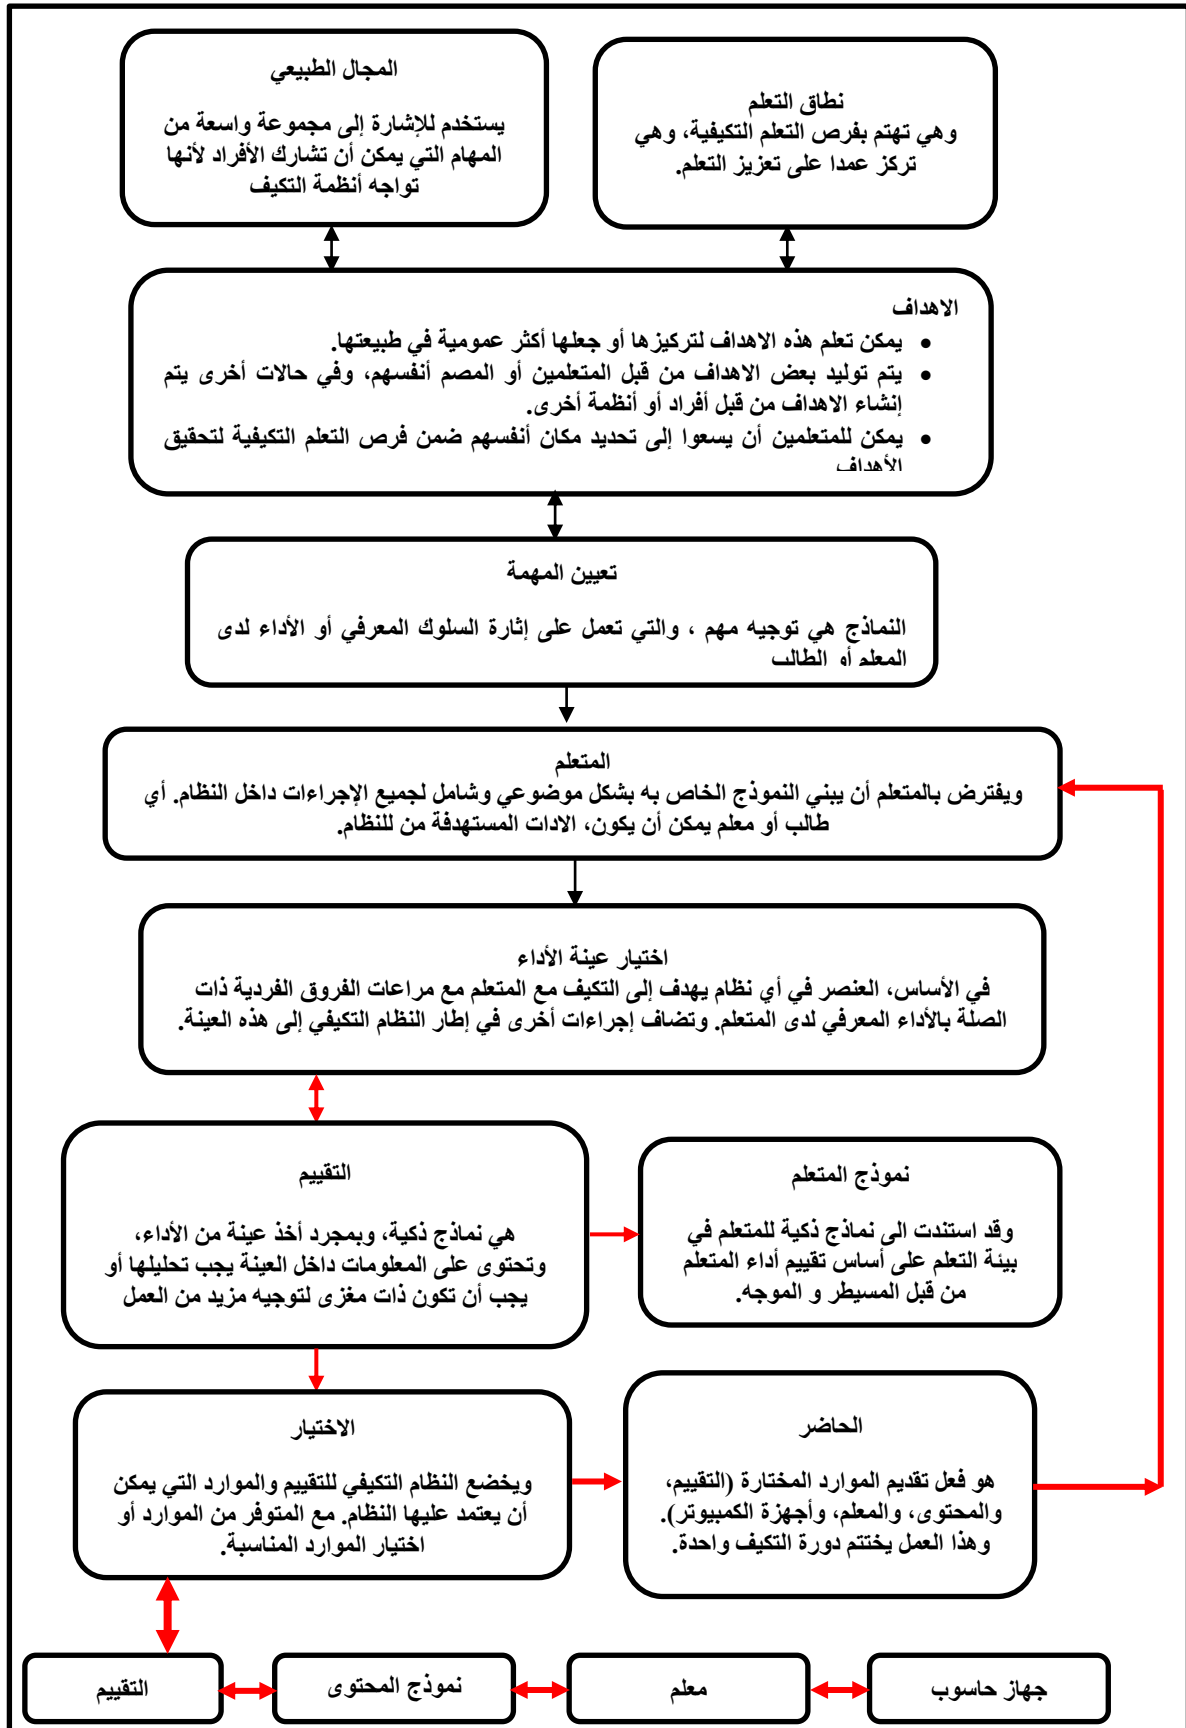 المجال الطبيعي
يستخدم للإشارة إلى مجموعة واسعة من
المهام التي يمكن أن تشارك الأفراد لأنها
تواجه أنظمة التكيف
نطاق التعلم
وهي تهتم بفرص التعلم التكيفية، وهي
تركز عمدا على تعزيز التعلم.
الاهداف
• يمكن تعلم هذه الاهداف لتركيزها أو جعلها أكثر عمومية في طبيعتها.
• يتم توليد بعض الاهداف من قبل المتعلمين أو المصم أنفسهم، وفي حالات أخرى يتم
إنشاء الاهداف من قبل أفراد أو أنظمة أخرى.
• يمكن للمتعلمين أن يسعوا إلى تحديد مكان أنفسهم ضمن فرص التعلم التكيفية لتحقيق
الأهداف
تعيين المهمة
النماذج هي توجيه مهم ، والتي تعمل على إثارة السلوك المعرفي أو الأداء لدى
المعلم أو الطالب
المتعلم
ويفترض بالمتعلم أن يبني النموذج الخاص به بشكل موضوعي وشامل لجميع الإجراءات داخل النظام. أي
طالب أو معلم يمكن أن يكون، الادات المستهدفة من للنظام.
اختيار عينة الأداء
في الأساس، العنصر في أي نظام يهدف إلى التكيف مع المتعلم مع مراعات الفروق الفردية ذات
الصلة بالأداء المعرفي لدى المتعلم. وتضاف إجراءات أخرى في إطار النظام التكيفي إلى هذه العينة.
التقييم
هي نماذج ذكية، وبمجرد أخذ عينة من الأداء،
وتحتوى على المعلومات داخل العينة يجب تحليلها أو
يجب أن تكون ذات مغزى لتوجيه مزيد من العمل
نموذج المتعلم
وقد استندت الى نماذج ذكية للمتعلم في
بيئة التعلم على أساس تقييم أداء المتعلم
من قبل المسيطر و الموجه.
الاختيار
ويخضع النظام التكيفي للتقييم والموارد التي يمكن
أن يعتمد عليها النظام. مع المتوفر من الموارد أو
اختيار الموارد المناسبة.
الحاضر
هو فعل تقديم الموارد المختارة (التقييم،
والمحتوى، والمعلم، وأجهزة الكمبيوتر).
وهذا العمل يختتم دورة التكيف واحدة.
جهاز حاسوب
معلم
نموذج المحتوى
التقييم